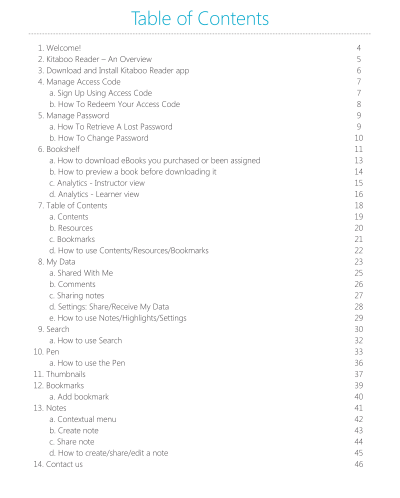 Table of Contents
1. Welcome! 4
2. Kitaboo Reader – An Overview 5
3. Download and Install Kitaboo Reader app 6
4. Manage Access Code 7
a. Sign Up Using Access Code 7
b. How To Redeem Your Access Code 8
5. Manage Password 9
a. How To Retrieve A Lost Password 9
b. How To Change Password 10
6. Bookshelf 11
a. How to download eBooks you purchased or been assigned 13
b. How to preview a book before downloading it 14
c. Analytics - Instructor view 15
d. Analytics - Learner view 16
7. Table of Contents 18
a. Contents 19
b. Resources 20
c. Bookmarks 21
d. How to use Contents/Resources/Bookmarks 22
8. My Data 23
a. Shared With Me 25
b. Comments 26
c. Sharing notes 27
d. Settings: Share/Receive My Data 28
e. How to use Notes/Highlights/Settings 29
9. Search 30
a. How to use Search 32
10. Pen 33
a. How to use the Pen 36
11. Thumbnails 37
12. Bookmarks 39
a. Add bookmark 40
13. Notes 41
a. Contextual menu 42
b. Create note 43
c. Share note 44
d. How to create/share/edit a note 45
14. Contact us 46